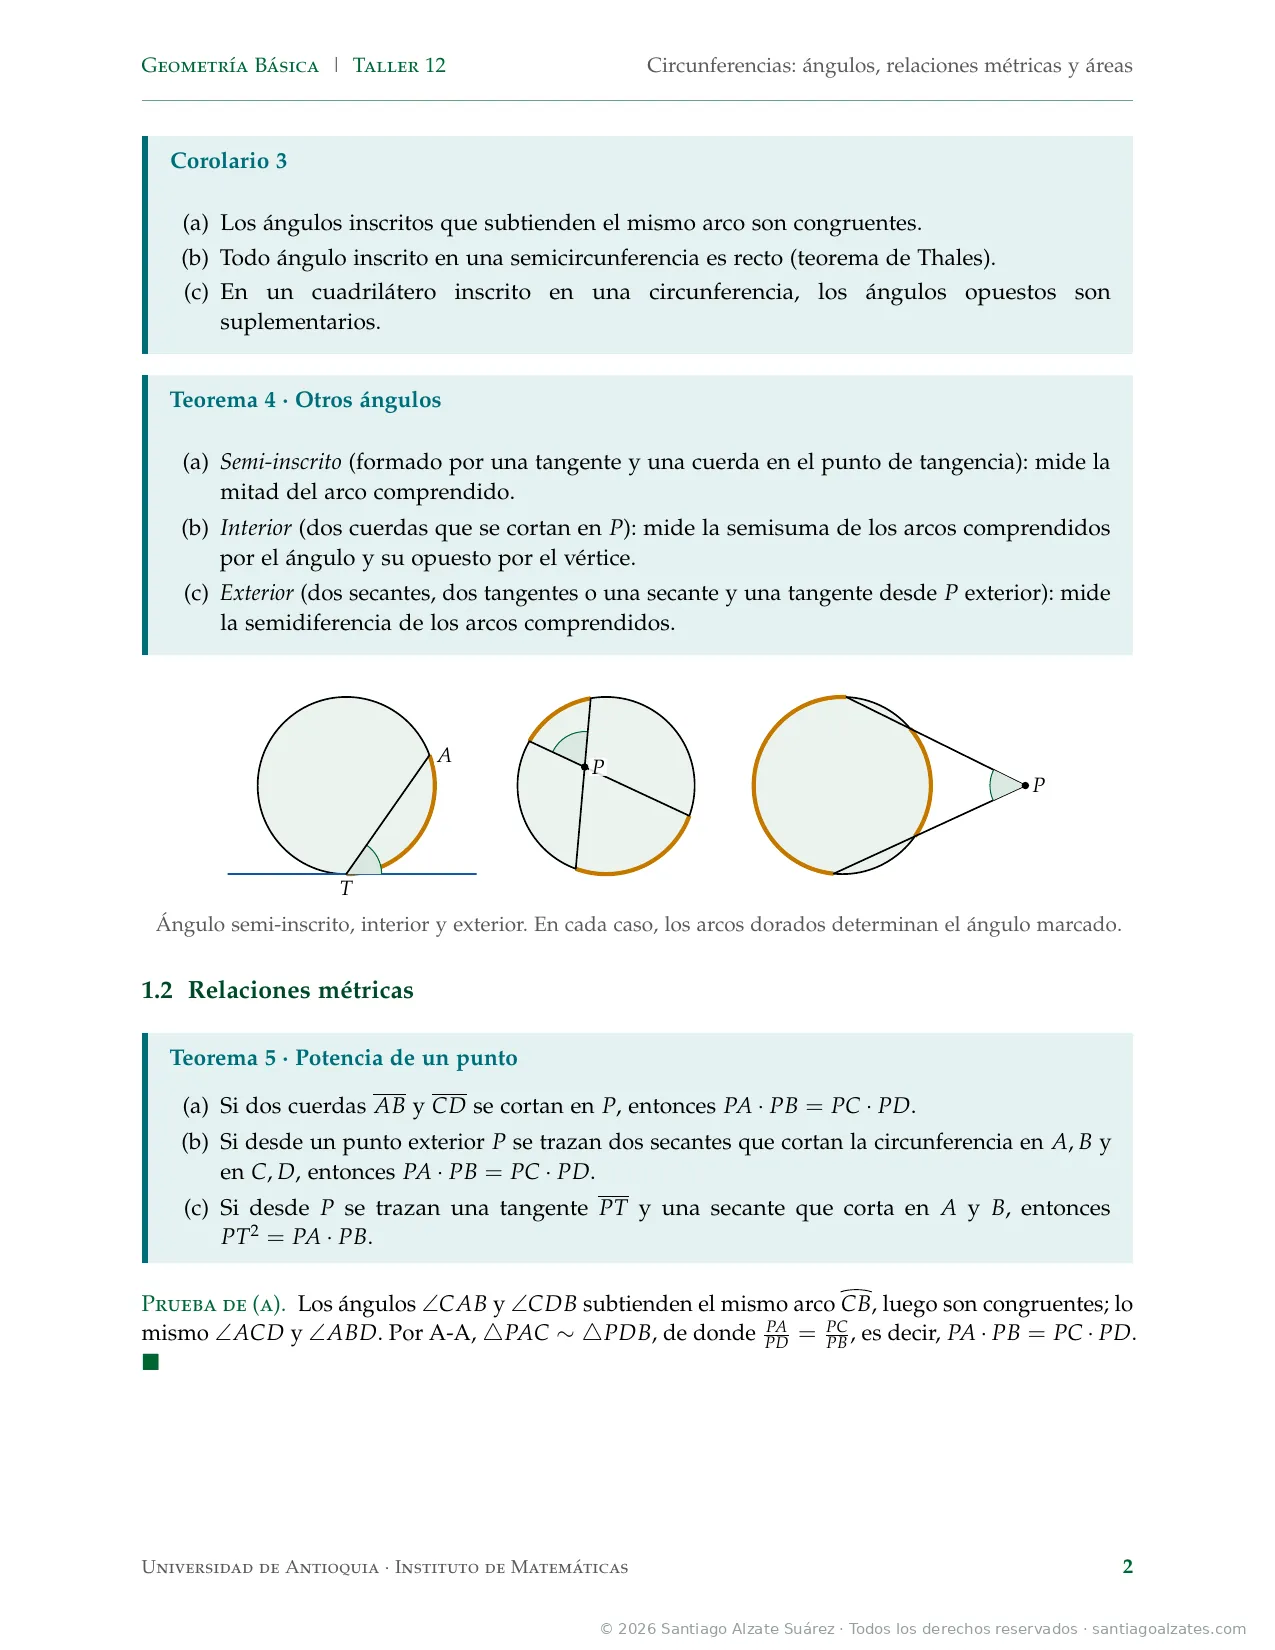 Geometría Básica | Taller 12
Circunferencias: ángulos, relaciones métricas y áreas
Corolario 3
(a) Los ángulos inscritos que subtienden el mismo arco son congruentes.
(b) Todo ángulo inscrito en una semicircunferencia es recto (teorema de Thales).
(c) En un cuadrilátero inscrito en una circunferencia, los ángulos opuestos son
suplementarios.
Teorema 4 · Otros ángulos
(a) Semi-inscrito (formado por una tangente y una cuerda en el punto de tangencia): mide la
mitad del arco comprendido.
(b) Interior (dos cuerdas que se cortan en P): mide la semisuma de los arcos comprendidos
por el ángulo y su opuesto por el vértice.
(c) Exterior (dos secantes, dos tangentes o una secante y una tangente desde P exterior): mide
la semidiferencia de los arcos comprendidos.
A
T
P
P
Ángulo semi-inscrito, interior y exterior. En cada caso, los arcos dorados determinan el ángulo marcado.
1.2 Relaciones métricas
Teorema 5 · Potencia de un punto
(a) Si dos cuerdas $\overline{AB}$ y $\overline{CD}$ se cortan en P, entonces PA · PB = PC · PD.
(b) Si desde un punto exterior P se trazan dos secantes que cortan la circunferencia en A, B y
en C, D, entonces PA · PB = PC · PD.
(c) Si desde P se trazan una tangente $\overline{PT}$ y una secante que corta en A y B, entonces
PT² = PA · PB.
Prueba de (a). Los ángulos ∠CAB y ∠CDB subtienden el mismo arco $\widehat{CB}$, luego son congruentes; lo
mismo ∠ACD y ∠ABD. Por A-A, △PAC ∼ △PDB, de donde $\frac{PA}{PD} = \frac{PC}{PB}$, es decir, PA · PB = PC · PD.
■
Universidad de Antioquia · Instituto de Matemáticas
2
© 2026 Santiago Alzate Suárez · Todos los derechos reservados · santiagoalzates.com